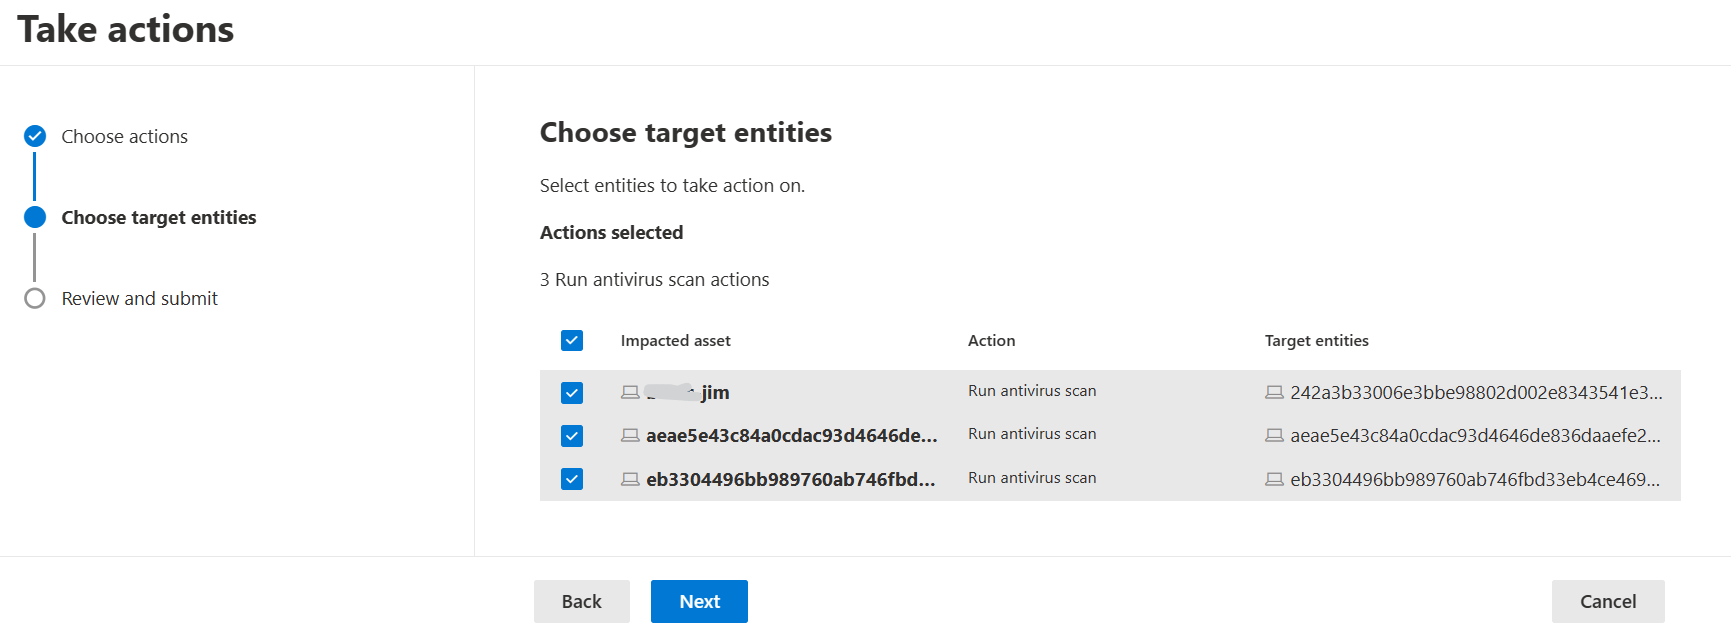 Take actions
Choose actions
Choose target entities
Review and submit
Choose target entities
Select entities to take action on.
Actions selected
3 Run antivirus scan actions
Impacted asset Action Target entities
jim Run antivirus scan 242a3b33006e3bbe98802d002e8343541e3...
aeae5e43c84a0cdac93d4646de... Run antivirus scan aeae5e43c84a0cdac93d4646de836daaefe2...
eb3304496bb989760ab746fbd... Run antivirus scan eb3304496bb989760ab746fbd33eb4ce469...
Back Next Cancel